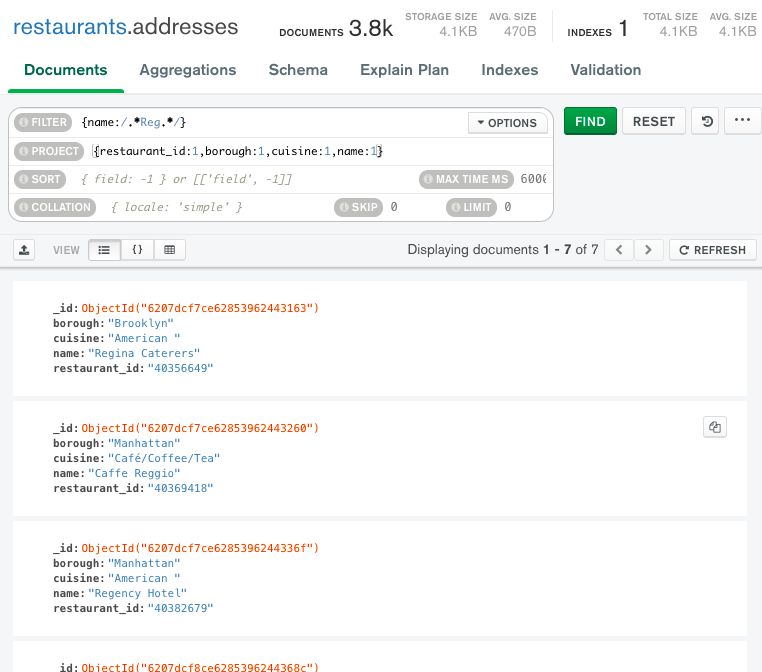 restaurants.addresses
DOCUMENTS 3.8k
STORAGE SIZE
4.1KB
AVG. SIZE
470B
INDEXES 1
TOTAL SIZE
4.1KB
AVG. SIZE
4.1KB
Documents Aggregations Schema Explain Plan Indexes Validation
FILTER {name:/.*Reg.*/} OPTIONS FIND RESET ...
PROJECT {restaurant_id:1,borough:1,cuisine:1,name:1}
SORT { field: -1 } or [['field', -1]] MAX TIME MS 6000
COLLATION { locale: 'simple' } SKIP 0 LIMIT 0
VIEW {} Displaying documents 1 - 7 of 7 < > REFRESH
_id:ObjectId("6207dcf7ce62853962443163")
borough:"Brooklyn"
cuisine:"American "
name:"Regina Caterers"
restaurant_id:"40356649"
_id:ObjectId("6207dcf7ce62853962443260")
borough:"Manhattan"
cuisine:"Café/Coffee/Tea"
name:"Caffe Reggio"
restaurant_id:"40369418"
_id:ObjectId("6207dcf7ce6285396244336f")
borough:"Manhattan"
cuisine:"American "
name:"Regency Hotel"
restaurant_id:"40382679"
_id:ObjectId("6207dcf8ce6285396244368c")